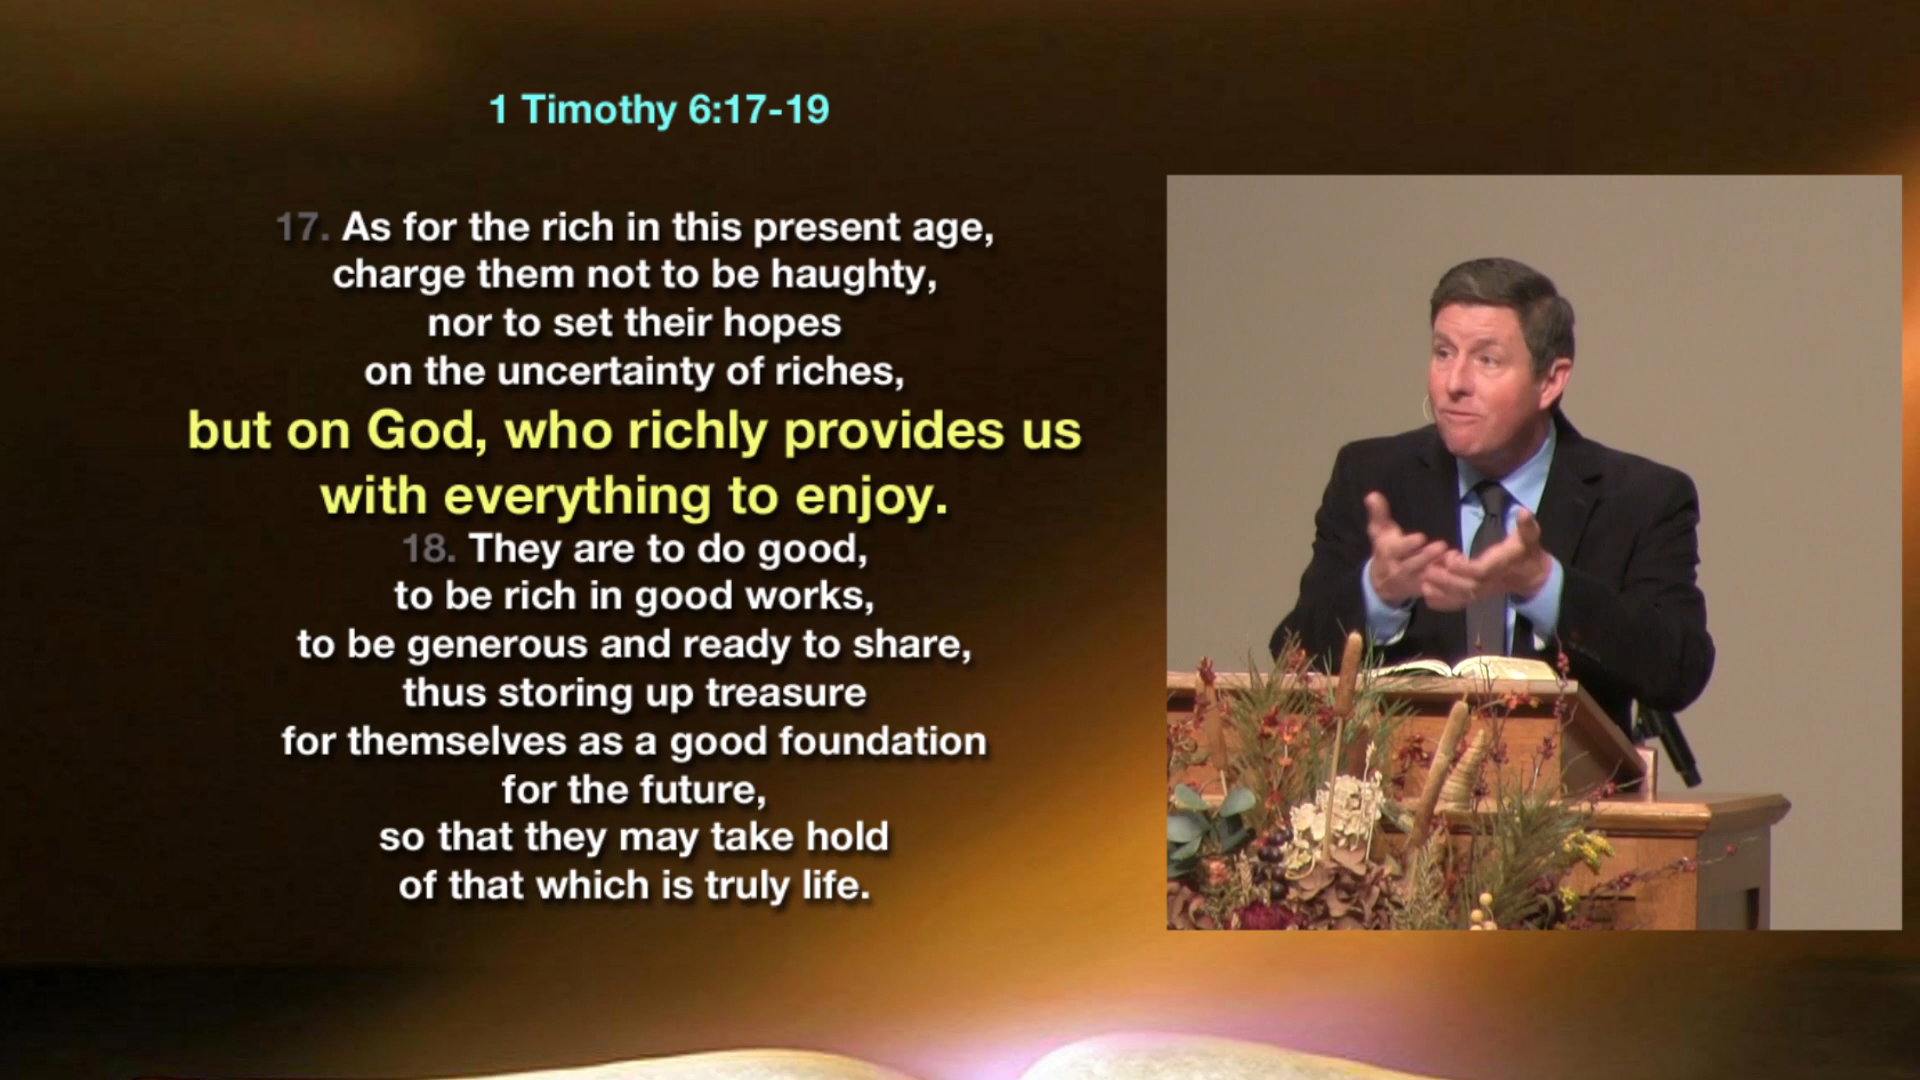 1 Timothy 6:17-19
17. As for the rich in this present age,
charge them not to be haughty,
nor to set their hopes
on the uncertainty of riches,
but on God, who richly provides us
with everything to enjoy.
18. They are to do good,
to be rich in good works,
to be generous and ready to share,
thus storing up treasure
for themselves as a good foundation
for the future,
so that they may take hold
of that which is truly life.